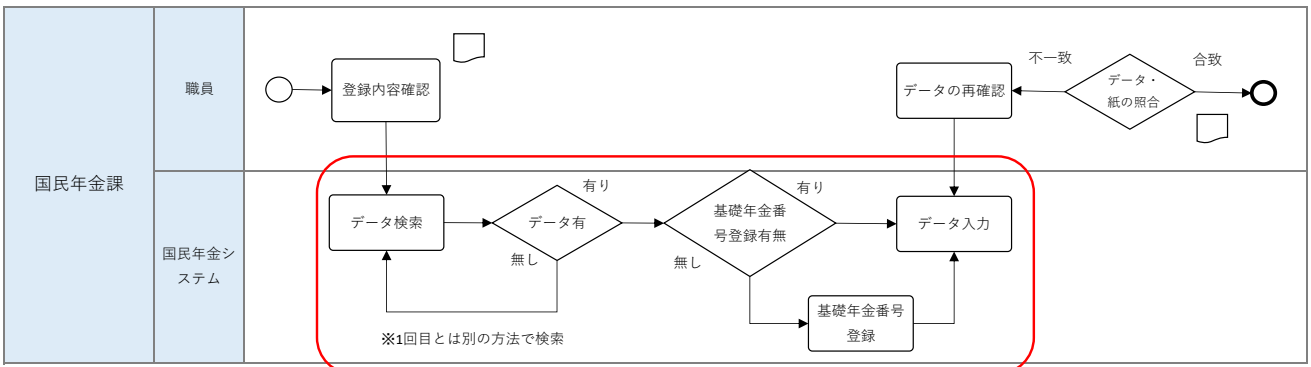 国民年金課
職員
登録内容確認
データの再確認
不一致
データ・
紙の照合
合致
国民年金シ
ステム
データ検索
データ有
有り
無し
基礎年金番
号登録有無
有り
無し
データ入力
基礎年金番号
登録
※1回目とは別の方法で検索